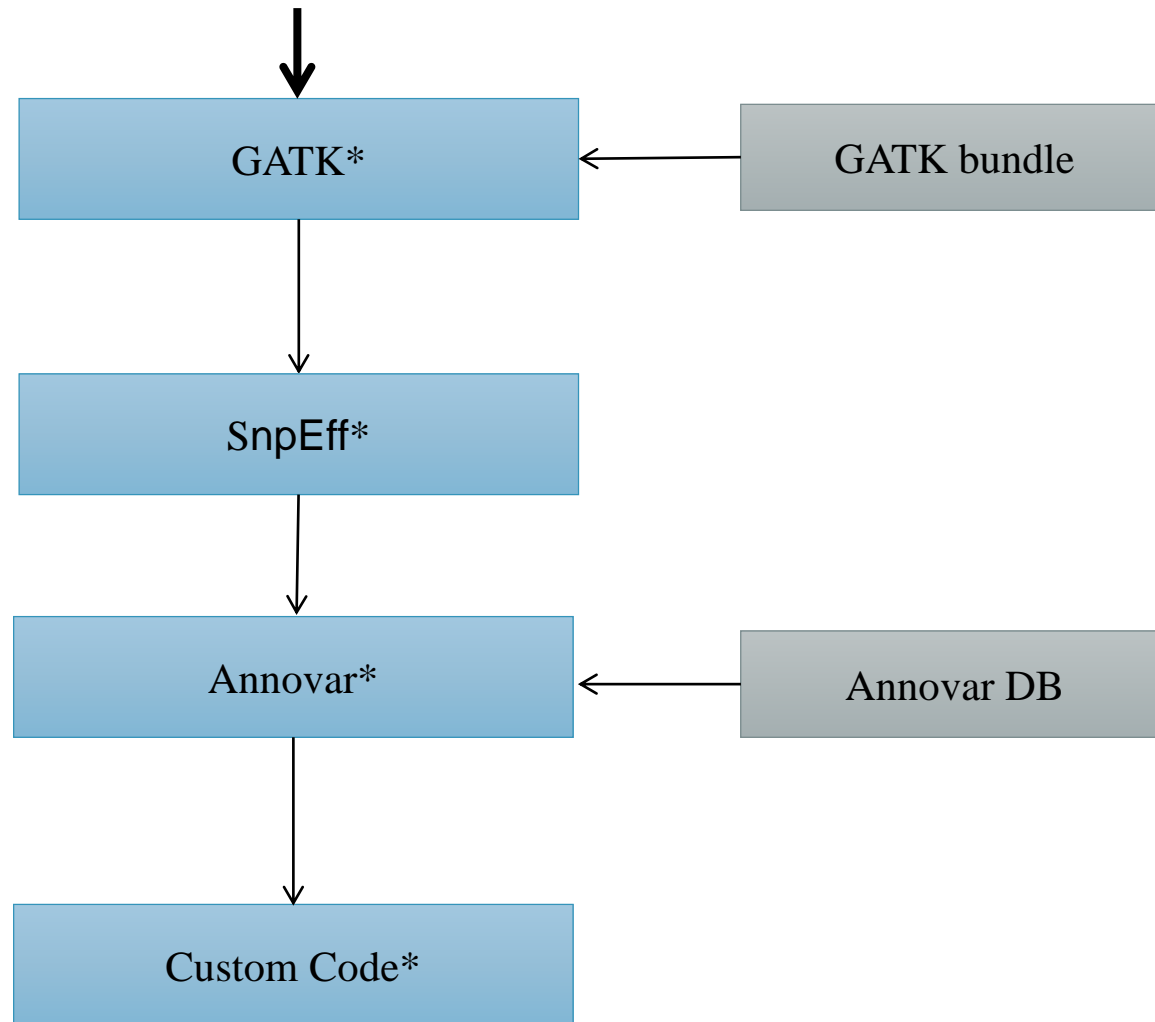 GATK*
GATK bundle
SnpEff*
Annovar*
Annovar DB
Custom Code*